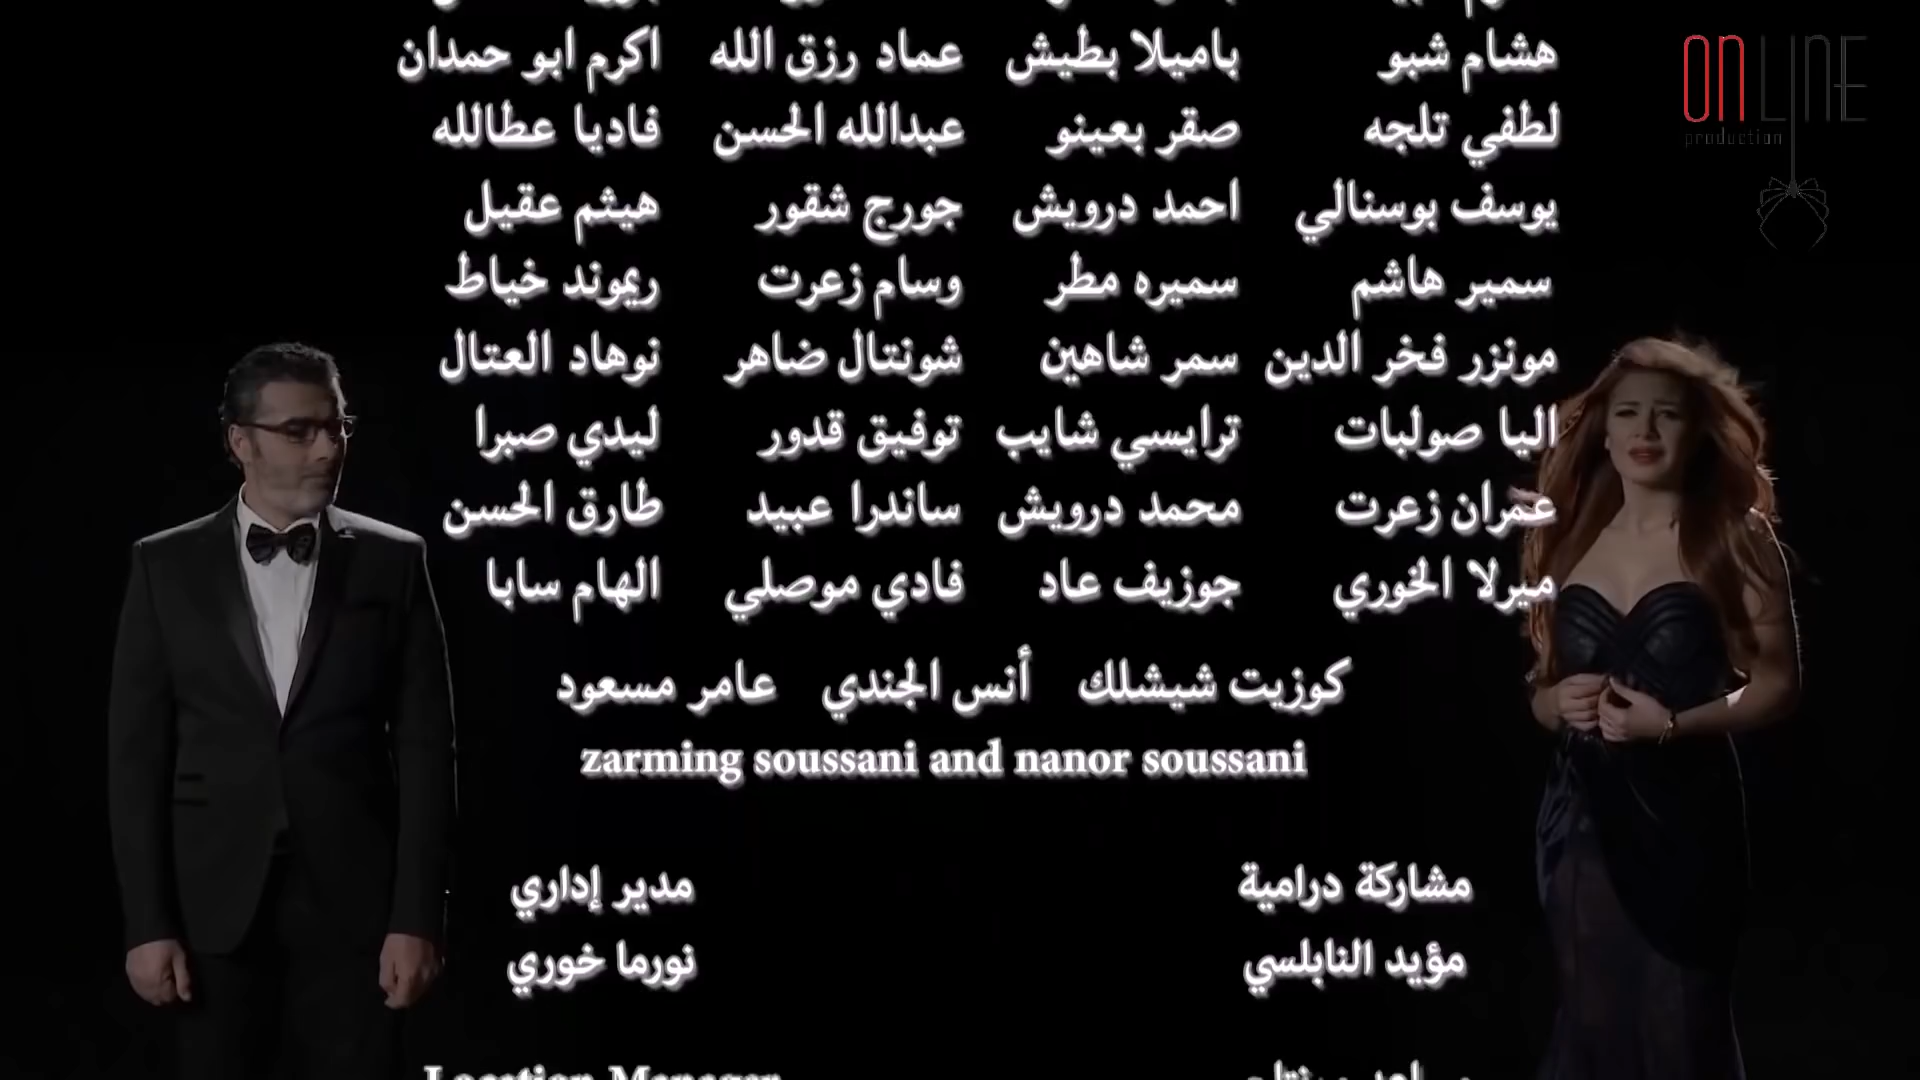 هشام شبو باميلا بطيش عماد رزق الله اكرم ابو حمدان
لطفي تلجه صقر بعينو عبدالله الحسن فاديا عطالله
يوسف بوسنالي احمد درويش جورج شقور هيثم عقيل
سمير هاشم سميره مطر وسام زعرت ريموند خياط
مونزر فخر الدين سمر شاهين شونتال ضاهر نوهاد العتال
اليا صولبات ترايسي شايب توفيق قدور ليدي صبرا
عمران زعرت محمد درويش ساندرا عبيد طارق الحسن
ميرلا الخوري جوزيف عاد فادي موصلي الهام سابا
كوزيت شيشلك أنس الجندي عامر مسعود
zarming soussani and nanor soussani
مشاركة درامية مدير إداري
مؤيد النابلسي نورما خوري
Location Manager
ONLINE
production